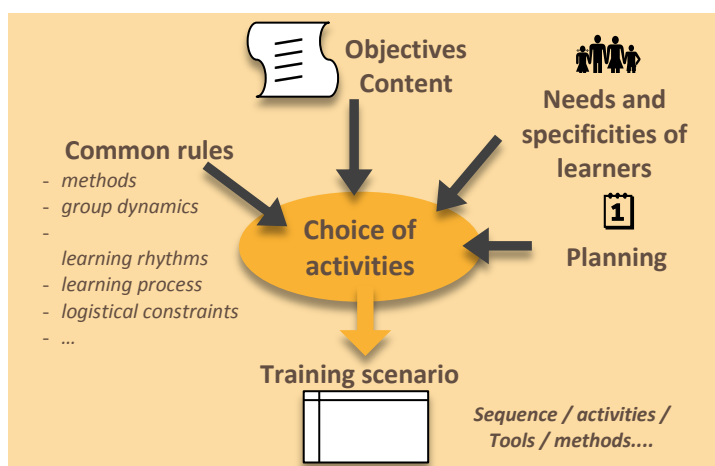 Objectives
Content
Needs and
specificities of
learners
Common rules
- methods
- group dynamics
-
learning rhythms
- learning process
- logistical constraints
- ...
1
Planning
Choice of
activities
Training scenario
Sequence / activities /
Tools / methods....